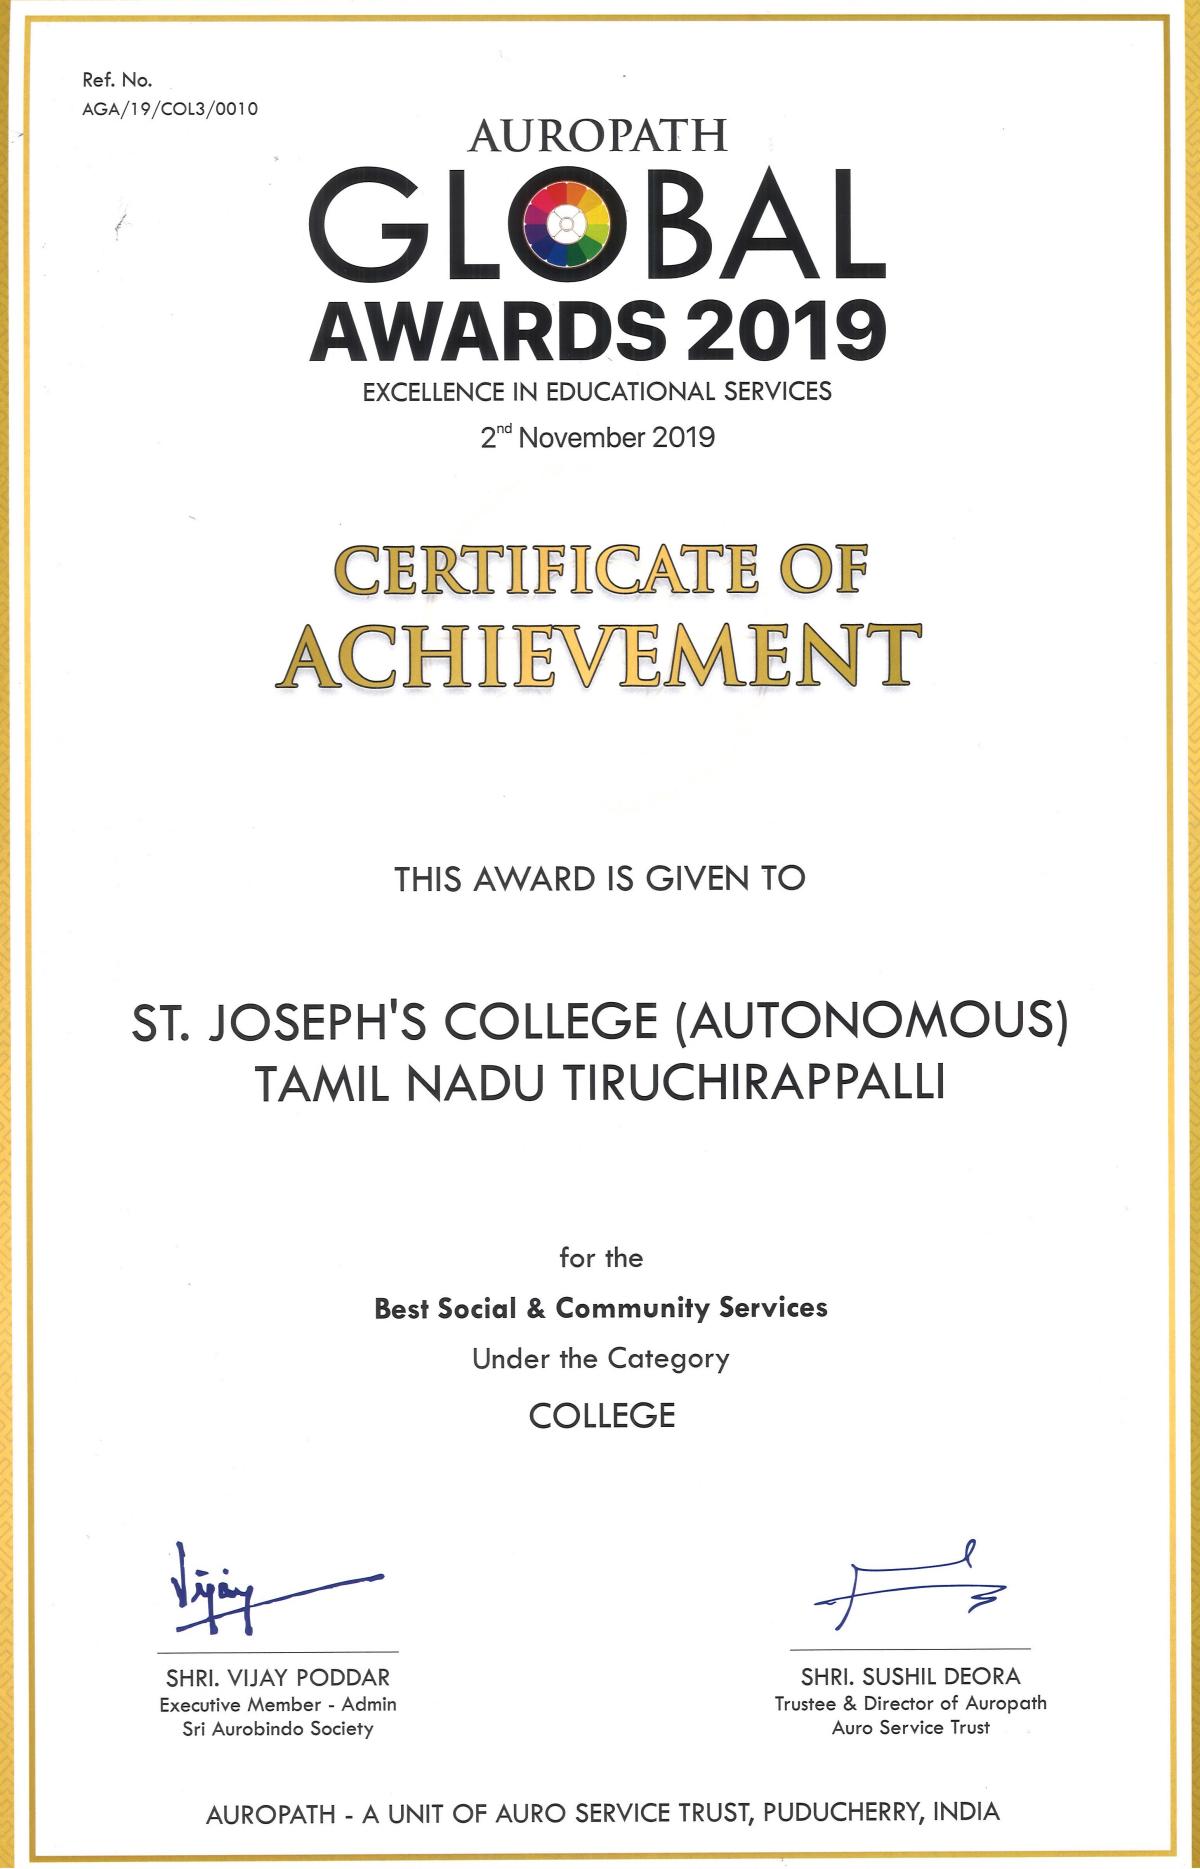 Ref. No.
AGA/19/COL3/0010
AUROPATH
GLOBAL
AWARDS 2019
EXCELLENCE IN EDUCATIONAL SERVICES
2nd November 2019
CERTIFICATE OF
ACHIEVEMENT
THIS AWARD IS GIVEN TO
ST. JOSEPH'S COLLEGE (AUTONOMOUS)
TAMIL NADU TIRUCHIRAPPALLI
for the
Best Social & Community Services
Under the Category
COLLEGE
Vijay
SHRI. VIJAY PODDAR
Executive Member - Admin
Sri Aurobindo Society
SHRI. SUSHIL DEORA
Trustee & Director of Auropath
Auro Service Trust
AUROPATH - A UNIT OF AURO SERVICE TRUST, PUDUCHERRY, INDIA